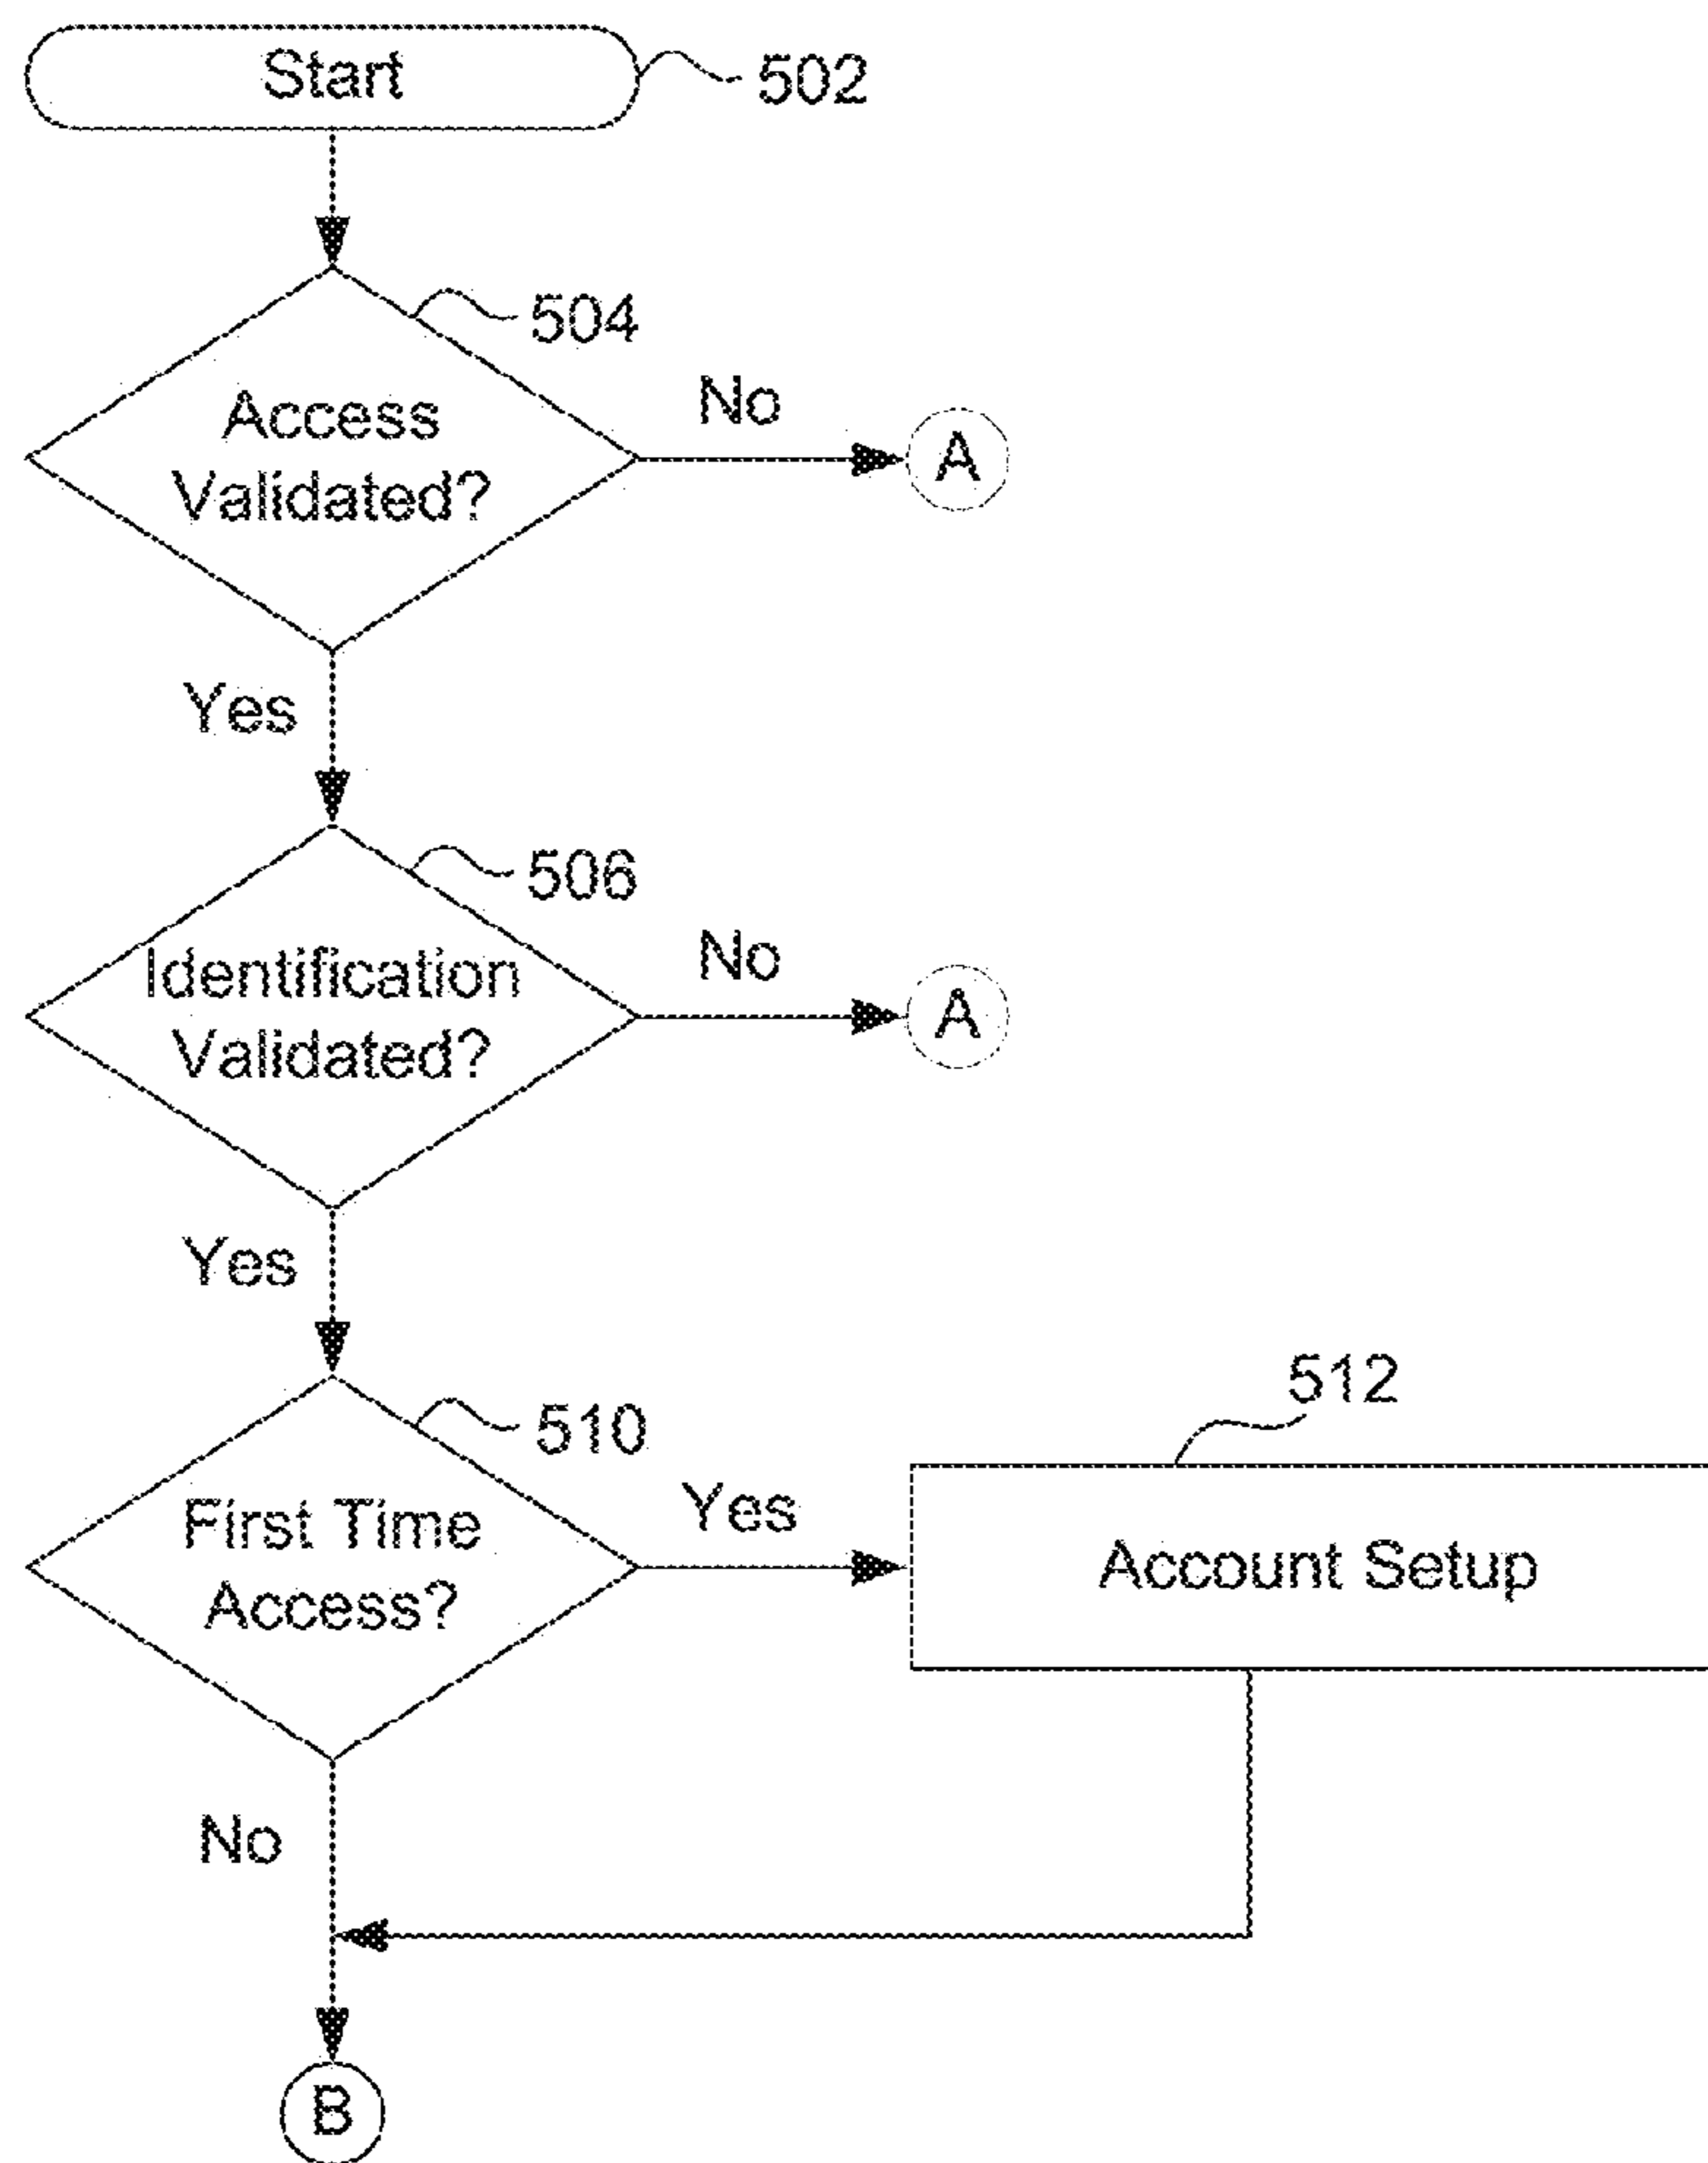 Start
502
504
Access
Validated?
No
A
Yes
506
Identification
Validated?
No
A
Yes
510
First Time
Access?
Yes
512
Account Setup
No
B